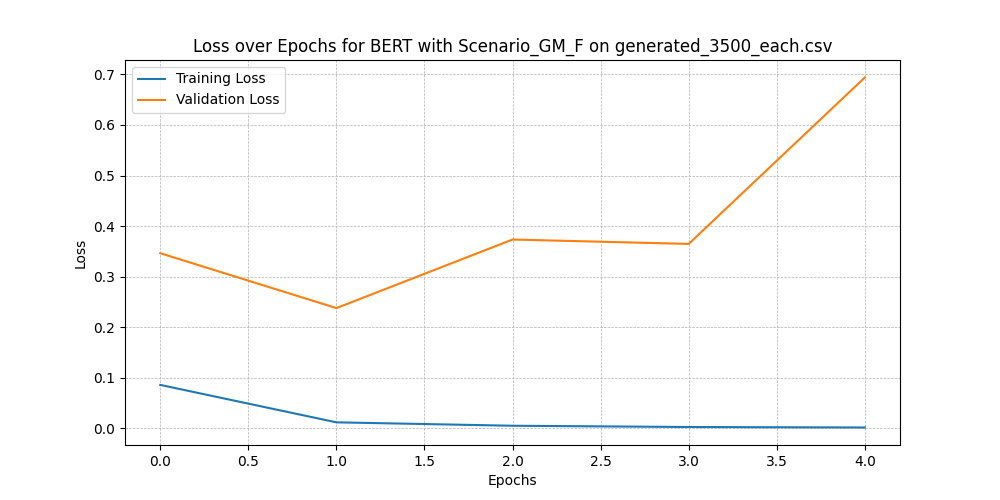 Loss over Epochs for BERT with Scenario_GM_F on generated_3500_each.csv
Training Loss
Validation Loss
0.7
0.6
0.5
0.4
0.3
0.2
0.1
0.0
Loss
0.0 0.5 1.0 1.5 2.0 2.5 3.0 3.5 4.0
Epochs